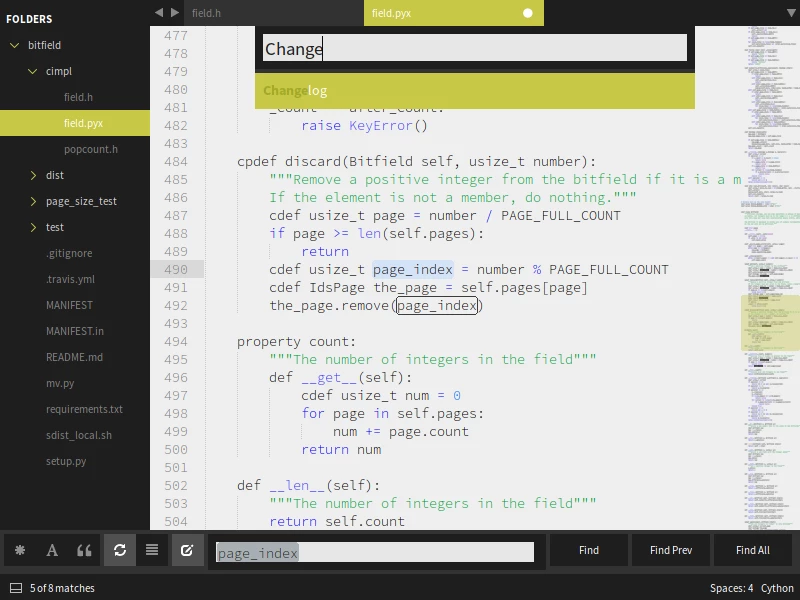 FOLDERS
bitfield
cimpl
field.h
field.pyx
popcount.h
dist
page_size_test
test
.gitignore
.travis.yml
MANIFEST
MANIFEST.in
README.md
mv.py
requirements.txt
sdist_local.sh
setup.py
field.h
field.pyx
Change
Changelog
477
478
479
480
481
482 raise KeyError()
483
484 cpdef discard(Bitfield self, usize_t number):
485 """Remove a positive integer from the bitfield if it is a m
486 If the element is not a member, do nothing."""
487 cdef usize_t page = number / PAGE_FULL_COUNT
488 if page >= len(self.pages):
489 return
490 cdef usize_t page_index = number % PAGE_FULL_COUNT
491 cdef IdsPage the_page = self.pages[page]
492 the_page.remove(page_index)
493
494 property count:
495 """The number of integers in the field"""
496 def __get__(self):
497 cdef usize_t num = 0
498 for page in self.pages:
499 num += page.count
500 return num
501
502 def __len__(self):
503 """The number of integers in the field"""
504 return self.count
page_index
Find
Find Prev
Find All
5 of 8 matches
Spaces: 4
Cython